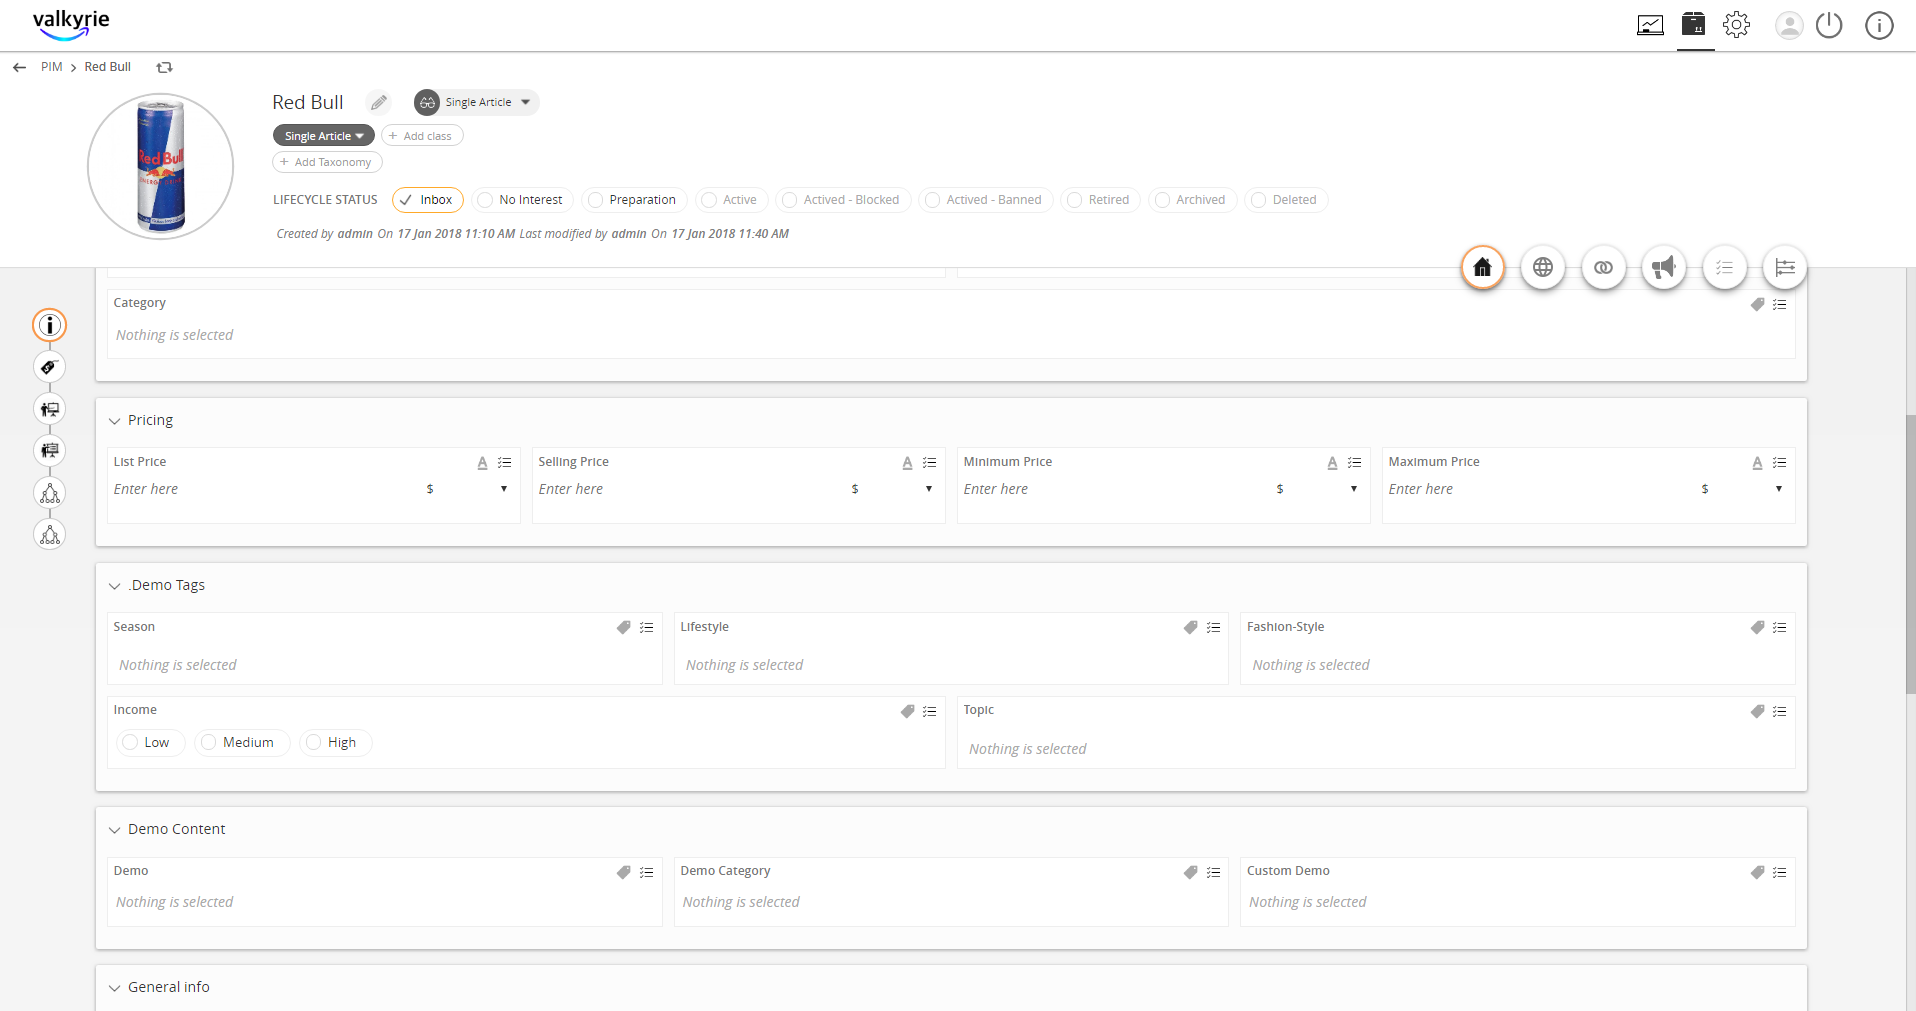 valkyrie
PIM > Red Bull
Red Bull
Single Article
Single Article
+ Add class
+ Add Taxonomy
LIFECYCLE STATUS Inbox No Interest Preparation Active Actived - Blocked Actived - Banned Retired Archived Deleted
Created by admin On 17 Jan 2018 11:10 AM Last modified by admin On 17 Jan 2018 11:40 AM
Red Bull
ENERGY DRINK
Category
Nothing is selected
Pricing
List Price Selling Price Minimum Price Maximum Price
Enter here $ Enter here $ Enter here $ Enter here $
.Demo Tags
Season Lifestyle Fashion-Style
Nothing is selected Nothing is selected Nothing is selected
Income Topic
Low Medium High Nothing is selected
Demo Content
Demo Demo Category Custom Demo
Nothing is selected Nothing is selected Nothing is selected
General info